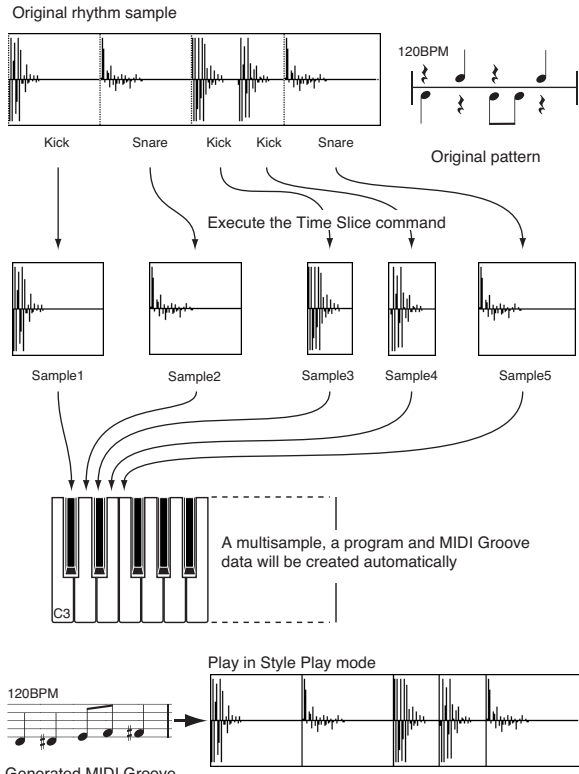 Original rhythm sample
120BPM
Kick Snare Kick Kick Snare
Original pattern
Execute the Time Slice command
Sample1 Sample2 Sample3 Sample4 Sample5
A multisample, a program and MIDI Groove
data will be created automatically
C3
Play in Style Play mode
120BPM
Generated MIDI Groove